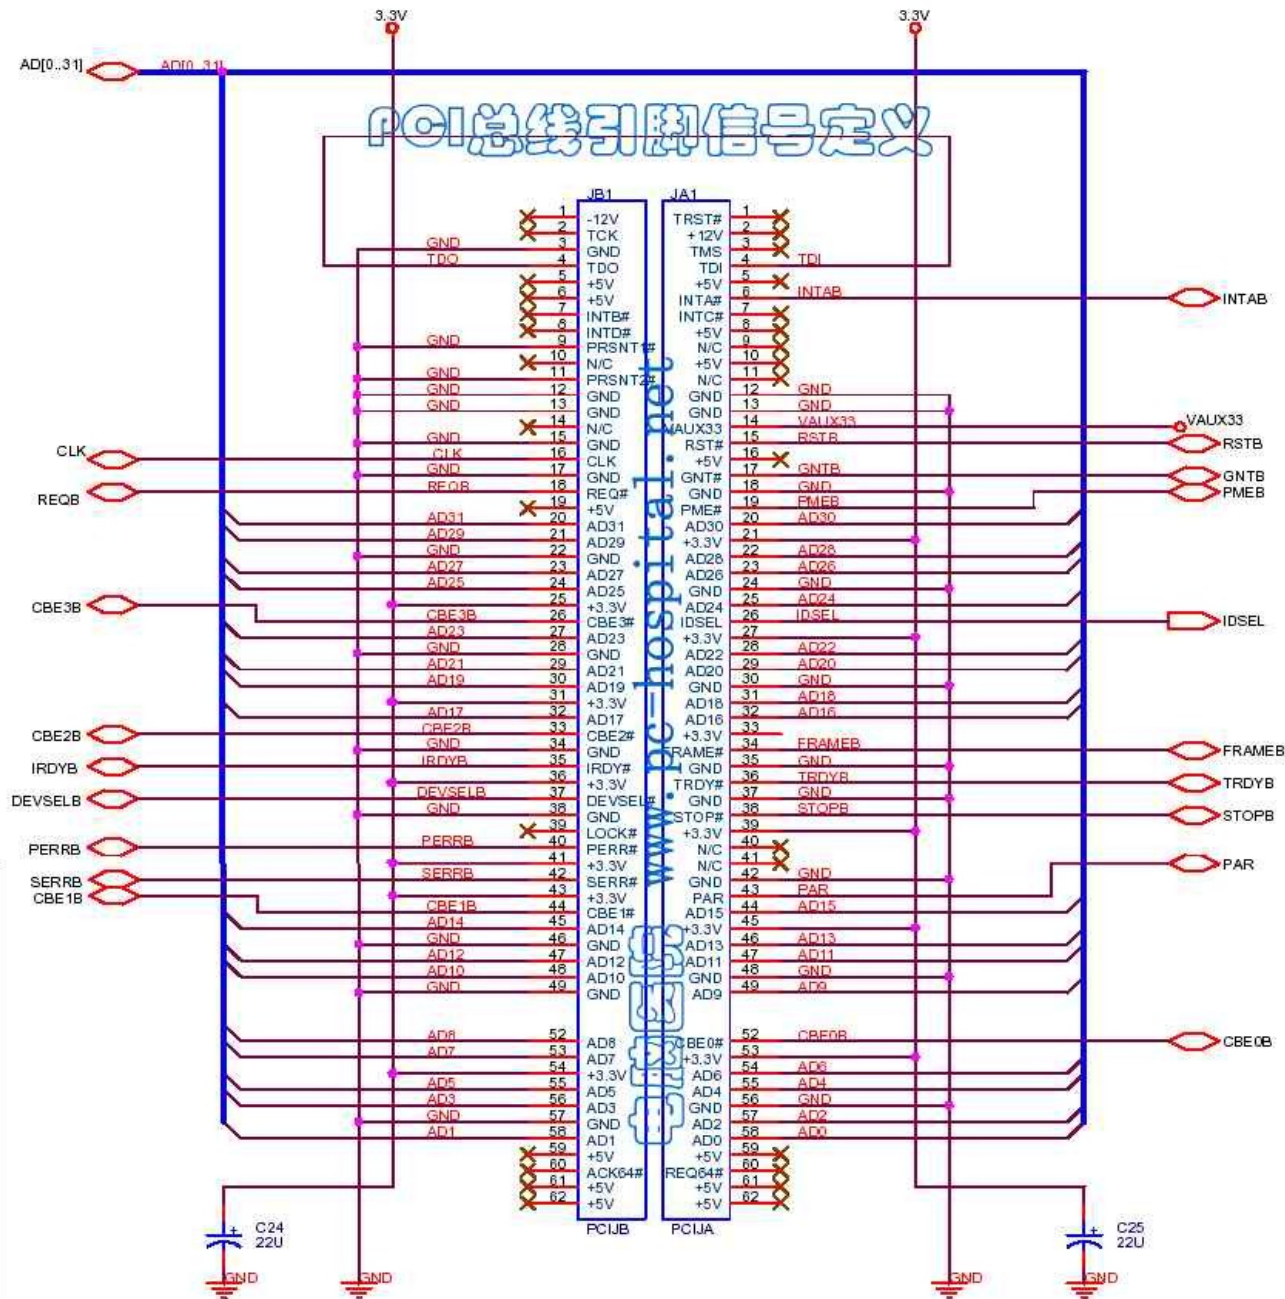 3.3V 3.3V
AD[0..31] AD[0..31]
PCI总线引脚信号定义
JB1 JA1
1 -12V TRST# 1
2 TCK +12V 2
GND 3 GND TMS 3
TDO 4 TDO TDI 4 TDI
5 +5V +5V 5
6 +5V INTA# 6 INTAB INTAB
7 INTB# INTC# 7
8 INTD# +5V 8
GND 9 PRSNT1# N/C 9
10 N/C +5V 10
GND 11 PRSNT2# N/C 11
GND 12 GND GND 12 GND
GND 13 GND GND 13 GND
14 N/C VAUX33 14 VAUX33 VAUX33
GND 15 GND RST# 15 RSTB RSTB
CLK CLK 16 CLK +5V 16
GND 17 GND GNT# 17 GNTB GNTB
REQB REQB 18 REQ# GND 18 GND
19 +5V PME# 19 PMEB PMEB
AD31 20 AD31 AD30 20 AD30
AD29 21 AD29 +3.3V 21
GND 22 GND AD28 22 AD28
AD27 23 AD27 AD26 23 AD26
AD25 24 AD25 GND 24 GND
25 +3.3V AD24 25 AD24
CBE3B CBE3B 26 CBE3# IDSEL 26 IDSEL IDSEL
AD23 27 AD23 +3.3V 27
GND 28 GND AD22 28 AD22
AD21 29 AD21 AD20 29 AD20
AD19 30 AD19 GND 30 GND
31 +3.3V AD18 31 AD18
AD17 32 AD17 AD16 32 AD16
CBE2B CBE2B 33 CBE2# +3.3V 33
GND 34 GND FRAME# 34 FRAMEB FRAMEB
IRDYB IRDYB 35 IRDY# GND 35 GND
36 +3.3V TRDY# 36 TRDYB TRDYB
DEVSELB DEVSELB 37 DEVSEL# GND 37 GND
GND 38 GND STOP# 38 STOPB STOPB
39 LOCK# +3.3V 39
PERRB PERRB 40 PERR# N/C 40
41 +3.3V N/C 41
SERRB SERRB 42 SERR# GND 42 GND
43 +3.3V PAR 43 PAR PAR
CBE1B CBE1B 44 CBE1# AD15 44 AD15
AD14 45 AD14 +3.3V 45
GND 46 GND AD13 46 AD13
AD12 47 AD12 AD11 47 AD11
AD10 48 AD10 GND 48 GND
GND 49 GND AD9 49 AD9
AD8 52 AD8 CBE0# 52 CBE0B CBE0B
AD7 53 AD7 +3.3V 53
54 +3.3V AD6 54 AD6
AD5 55 AD5 AD4 55 AD4
AD3 56 AD3 GND 56 GND
GND 57 GND AD2 57 AD2
AD1 58 AD1 AD0 58 AD0
59 +5V +5V 59
60 ACK64# REQ64# 60
61 +5V +5V 61
62 +5V +5V 62
PCIJB PCIJA
www.pc-hospital.net
C24 C25
22U 22U
GND GND GND GND